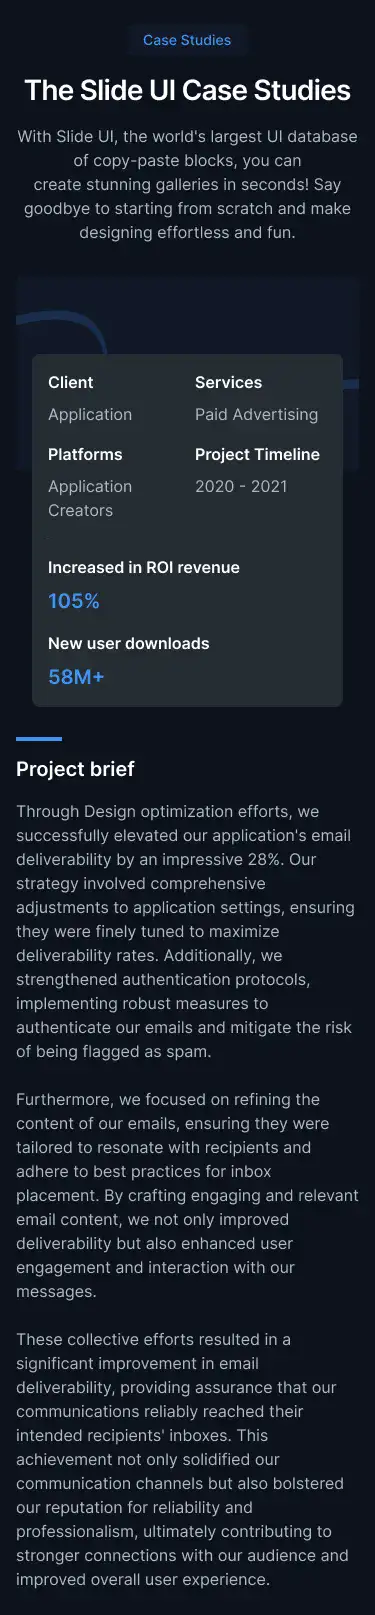 Case Studies
The Slide UI Case Studies
With Slide UI, the world's largest UI database
of copy-paste blocks, you can
create stunning galleries in seconds! Say
goodbye to starting from scratch and make
designing effortless and fun.
Client
Application
Services
Paid Advertising
Platforms
Application
Creators
Project Timeline
2020 - 2021
Increased in ROI revenue
105%
New user downloads
58M+
Project brief
Through Design optimization efforts, we
successfully elevated our application's email
deliverability by an impressive 28%. Our
strategy involved comprehensive
adjustments to application settings, ensuring
they were finely tuned to maximize
deliverability rates. Additionally, we
strengthened authentication protocols,
implementing robust measures to
authenticate our emails and mitigate the risk
of being flagged as spam.
Furthermore, we focused on refining the
content of our emails, ensuring they were
tailored to resonate with recipients and
adhere to best practices for inbox
placement. By crafting engaging and relevant
email content, we not only improved
deliverability but also enhanced user
engagement and interaction with our
messages.
These collective efforts resulted in a
significant improvement in email
deliverability, providing assurance that our
communications reliably reached their
intended recipients' inboxes. This
achievement not only solidified our
communication channels but also bolstered
our reputation for reliability and
professionalism, ultimately contributing to
stronger connections with our audience and
improved overall user experience.